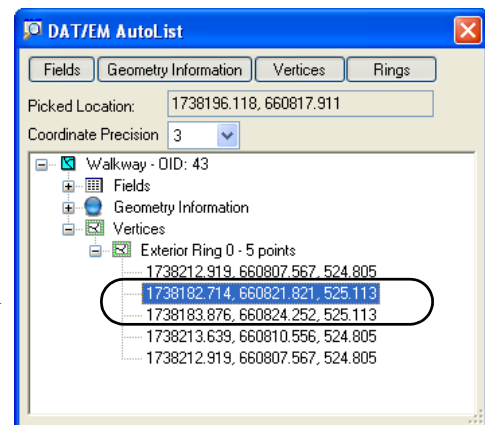 DAT/EM AutoList
Fields Geometry Information Vertices Rings
Picked Location: 1738196.118, 660817.911
Coordinate Precision 3
Walkway - OID: 43
Fields
Geometry Information
Vertices
Exterior Ring 0 - 5 points
1738212.919, 660807.567, 524.805
1738182.714, 660821.821, 525.113
1738183.876, 660824.252, 525.113
1738213.639, 660810.556, 524.805
1738212.919, 660807.567, 524.805